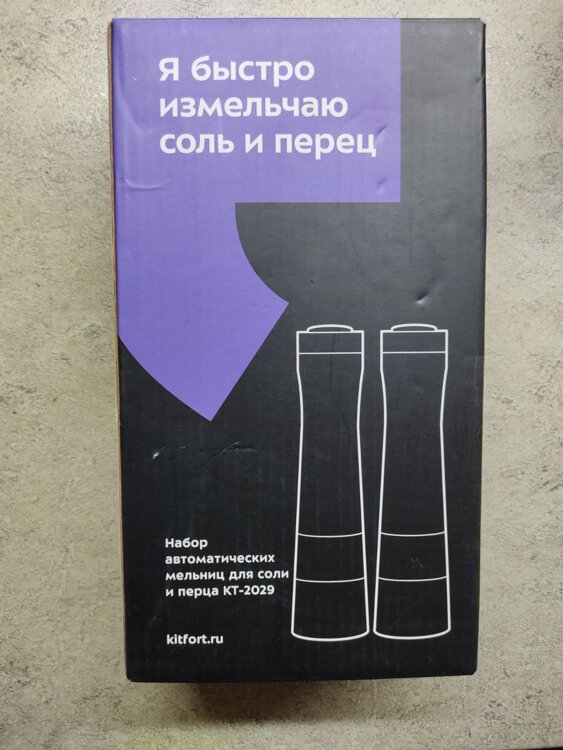 Я быстро
измельчаю
соль и перец
Набор
автоматических
мельниц для соли
и перца КТ-2029
kitfort.ru